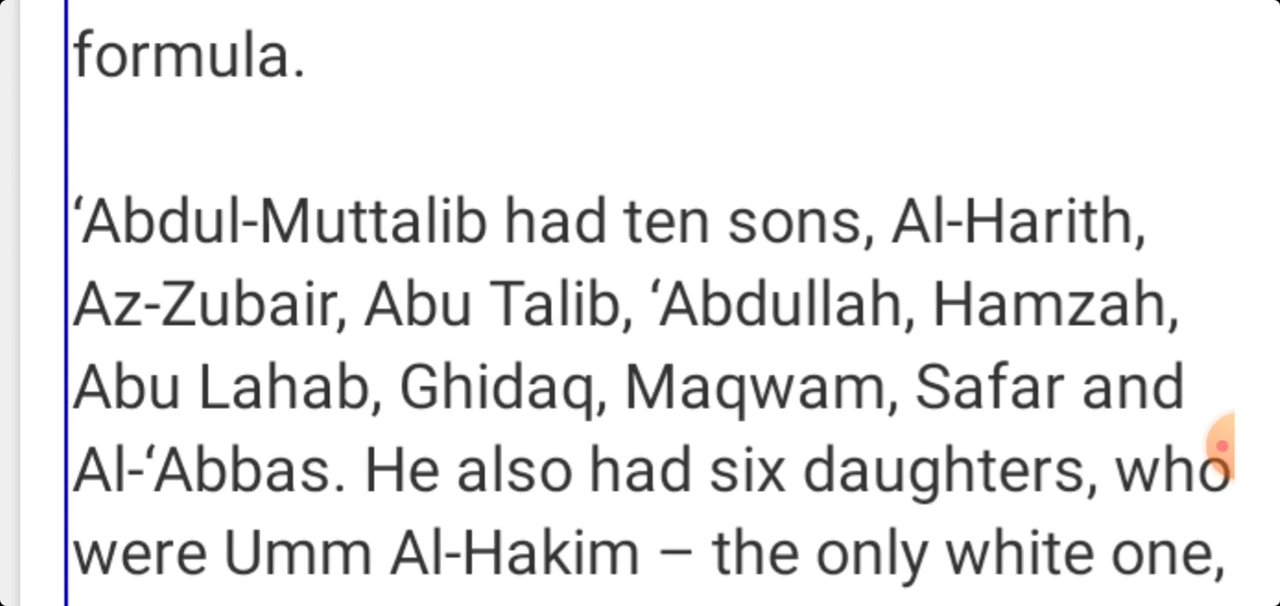 formula.
‘Abdul-Muttalib had ten sons, Al-Harith,
Az-Zubair, Abu Talib, ‘Abdullah, Hamzah,
Abu Lahab, Ghidaq, Maqwam, Safar and
Al-‘Abbas. He also had six daughters, who
were Umm Al-Hakim – the only white one,